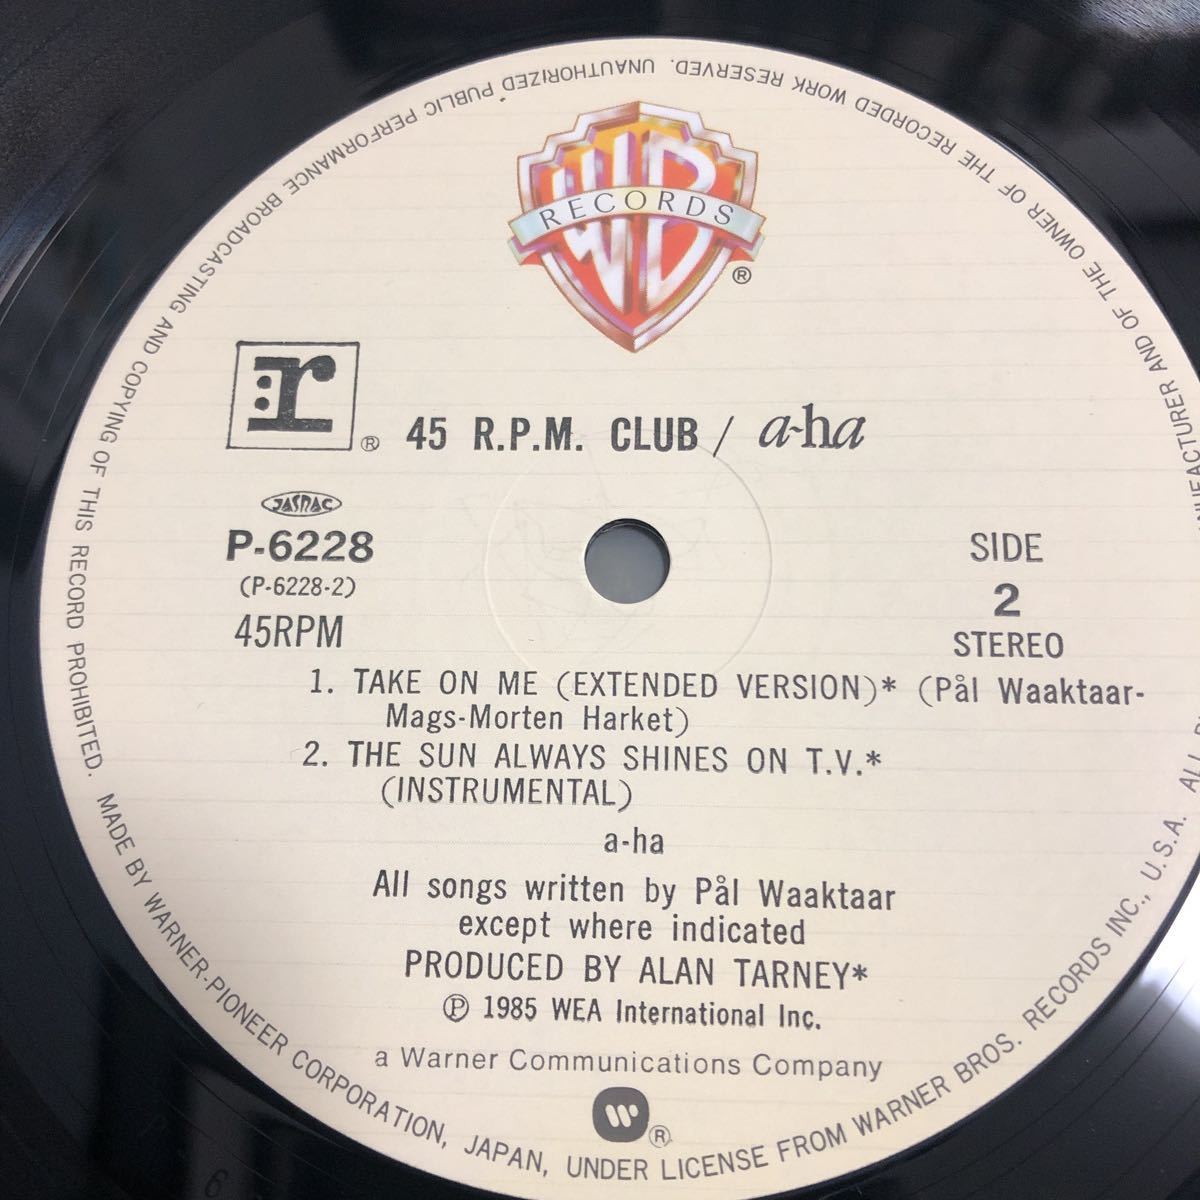 WB
RECORDS
®
r
®
45 R.P.M. CLUB / a-ha
JASRAC
P-6228
(P-6228-2)
45RPM
SIDE
2
STEREO
1. TAKE ON ME (EXTENDED VERSION)* (Pål Waaktaar-
Mags-Morten Harket)
2. THE SUN ALWAYS SHINES ON T.V.*
(INSTRUMENTAL)
a-ha
All songs written by Pål Waaktaar
except where indicated
PRODUCED BY ALAN TARNEY*
Ⓟ 1985 WEA International Inc.
a Warner Communications Company
W
®
MADE BY WARNER-PIONEER CORPORATION, JAPAN, UNDER LICENSE FROM WARNER BROS. RECORDS INC., U.S.A. ALL
AND OF THE OWNER OF THE RECORDED WORK RESERVED. UNAUTHORIZED PUBLIC PERFORMANCE BROADCASTING AND COPYING OF THIS RECORD PROHIBITED.
6